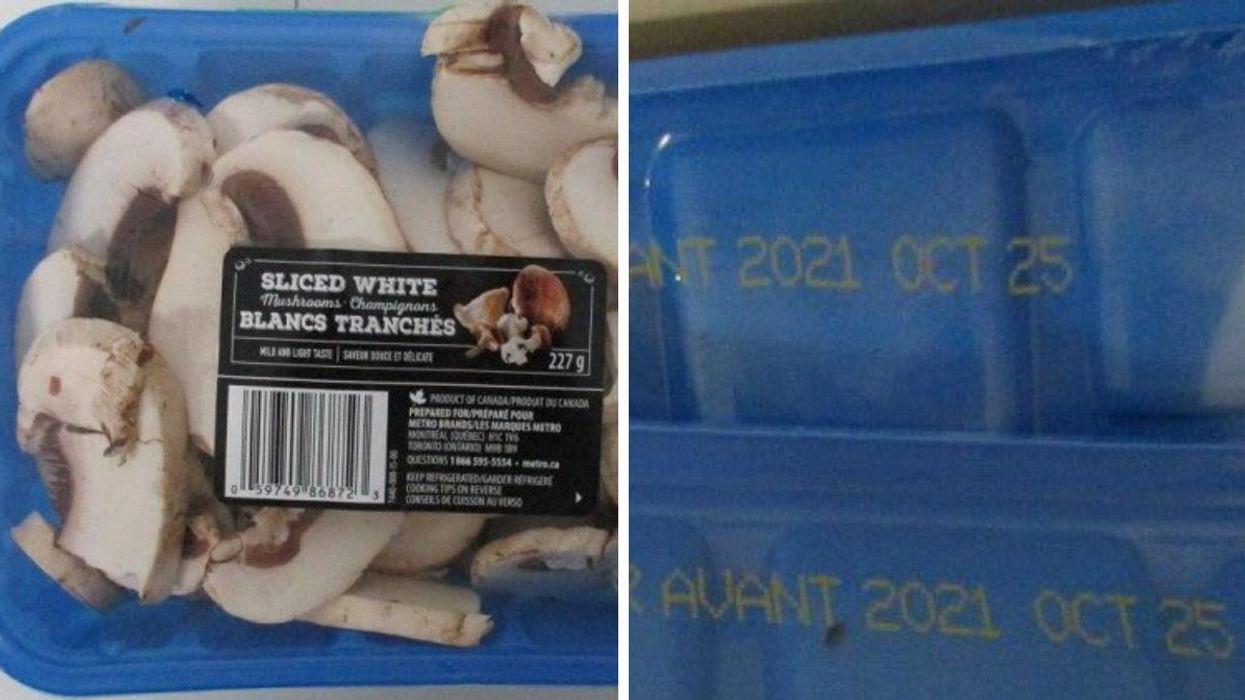 SLICED WHITE
Mushrooms · Champignons
BLANCS TRANCHÉS
MILD AND LIGHT TASTE | SAVEUR DOUCE ET DÉLICATE
227 g
PRODUCT OF CANADA/PRODUIT DU CANADA
PREPARED FOR/PRÉPARÉ POUR
METRO BRANDS/LES MARQUES METRO
MONTRÉAL (QUÉBEC) H1C 1V6
TORONTO (ONTARIO) M9B 1B9
QUESTIONS 1 866 595-5554 • metro.ca
KEEP REFRIGERATED/GARDER RÉFRIGÉRÉ
COOKING TIPS ON REVERSE
CONSEILS DE CUISSON AU VERSO
0 59749 86872 3
ANT 2021 OCT 25
R AVANT 2021 OCT 25